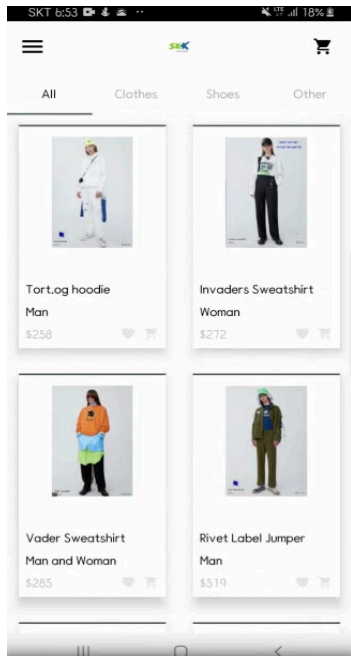 SKT 6:53
LTE 18%
SKK
All Clothes Shoes Other
Tort.og hoodie
Man
$258
Invaders Sweatshirt
Woman
$272
Vader Sweatshirt
Man and Woman
$285
Rivet Label Jumper
Man
$519